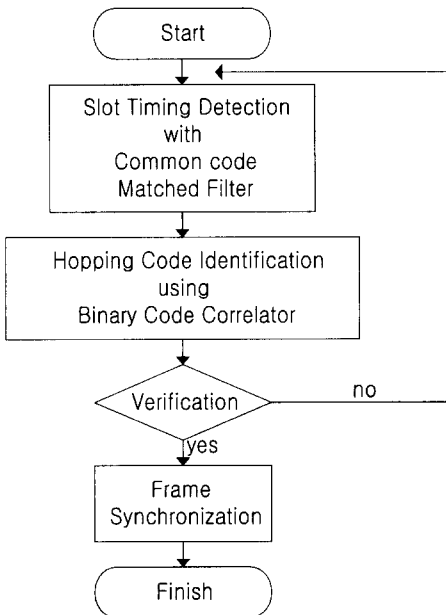 Start
Slot Timing Detection
with
Common code
Matched Filter
Hopping Code Identification
using
Binary Code Correlator
Verification
no
yes
Frame
Synchronization
Finish